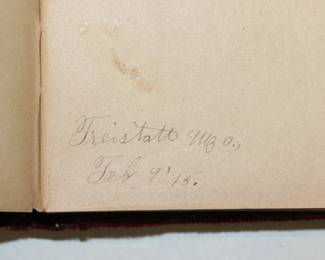 Freistatt Mo.,
Feb. 9' 15.